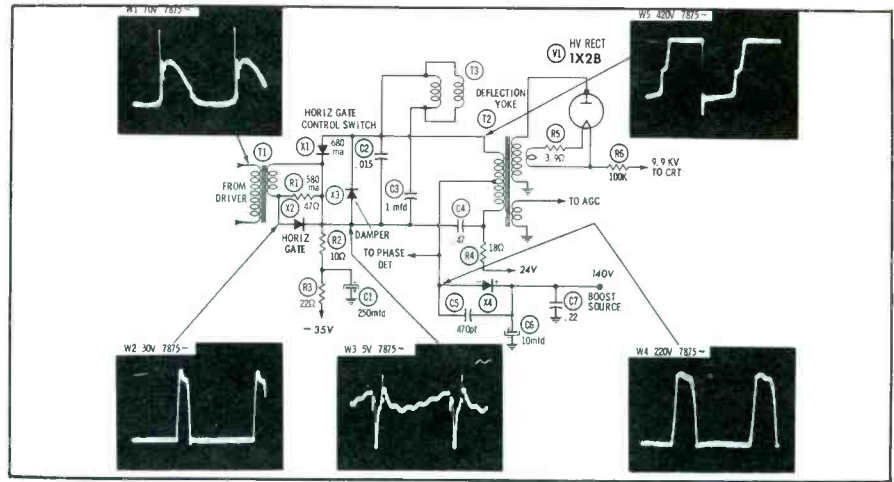 W1 70V 7875~
W5 420V 7875~
V1 HV RECT
1X2B
T3
DEFLECTION
YOKE
HORIZ GATE
CONTROL SWITCH
T2
X1
680
ma
C2
.015
R5
3.9Ω
R6
100K
9.9 KV
TO CRT
T1
FROM
DRIVER
R1
580
ma
47Ω
X3
C3
1 mfd
TO AGC
X2
HORIZ
GATE
DAMPER
C4
47
R2
10Ω
TO PHASE
DET
R4
18Ω
24V
140V
BOOST
SOURCE
R3
22Ω
C1
250mfd
C5
470pf
X4
C7
.22
C6
10mfd
-35V
W2 30V 7875~
W3 5V 7875~
W4 220V 7875~